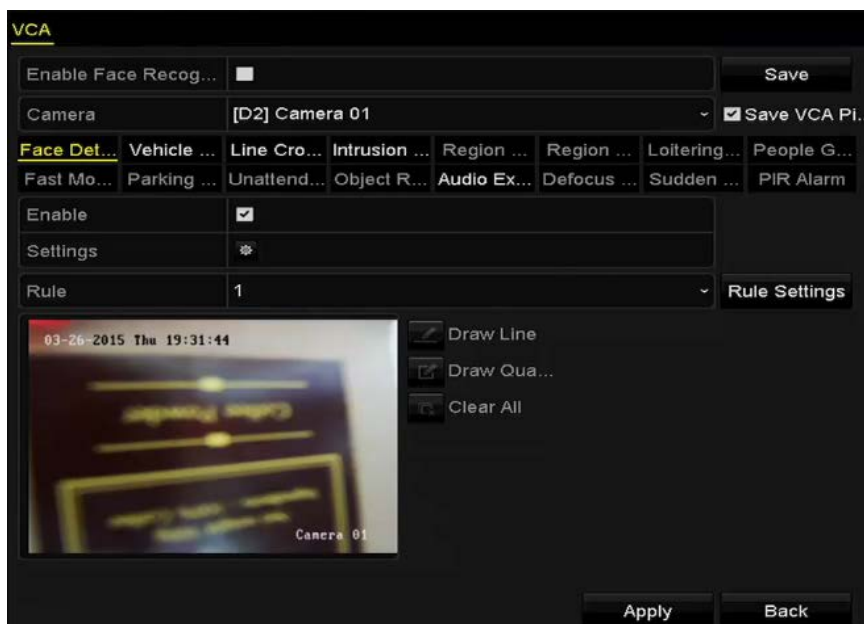 VCA
Enable Face Recog...
Save
Camera
[D2] Camera 01
Save VCA Pi..
Face Det... Vehicle ... Line Cro... Intrusion ... Region ... Region ... Loitering... People G...
Fast Mo... Parking ... Unattend... Object R... Audio Ex... Defocus ... Sudden ... PIR Alarm
Enable
Settings
Rule
1
Rule Settings
03-26-2015 Thu 19:31:44
Draw Line
Draw Qua...
Clear All
Coffee Powder
Camera 01
Apply
Back